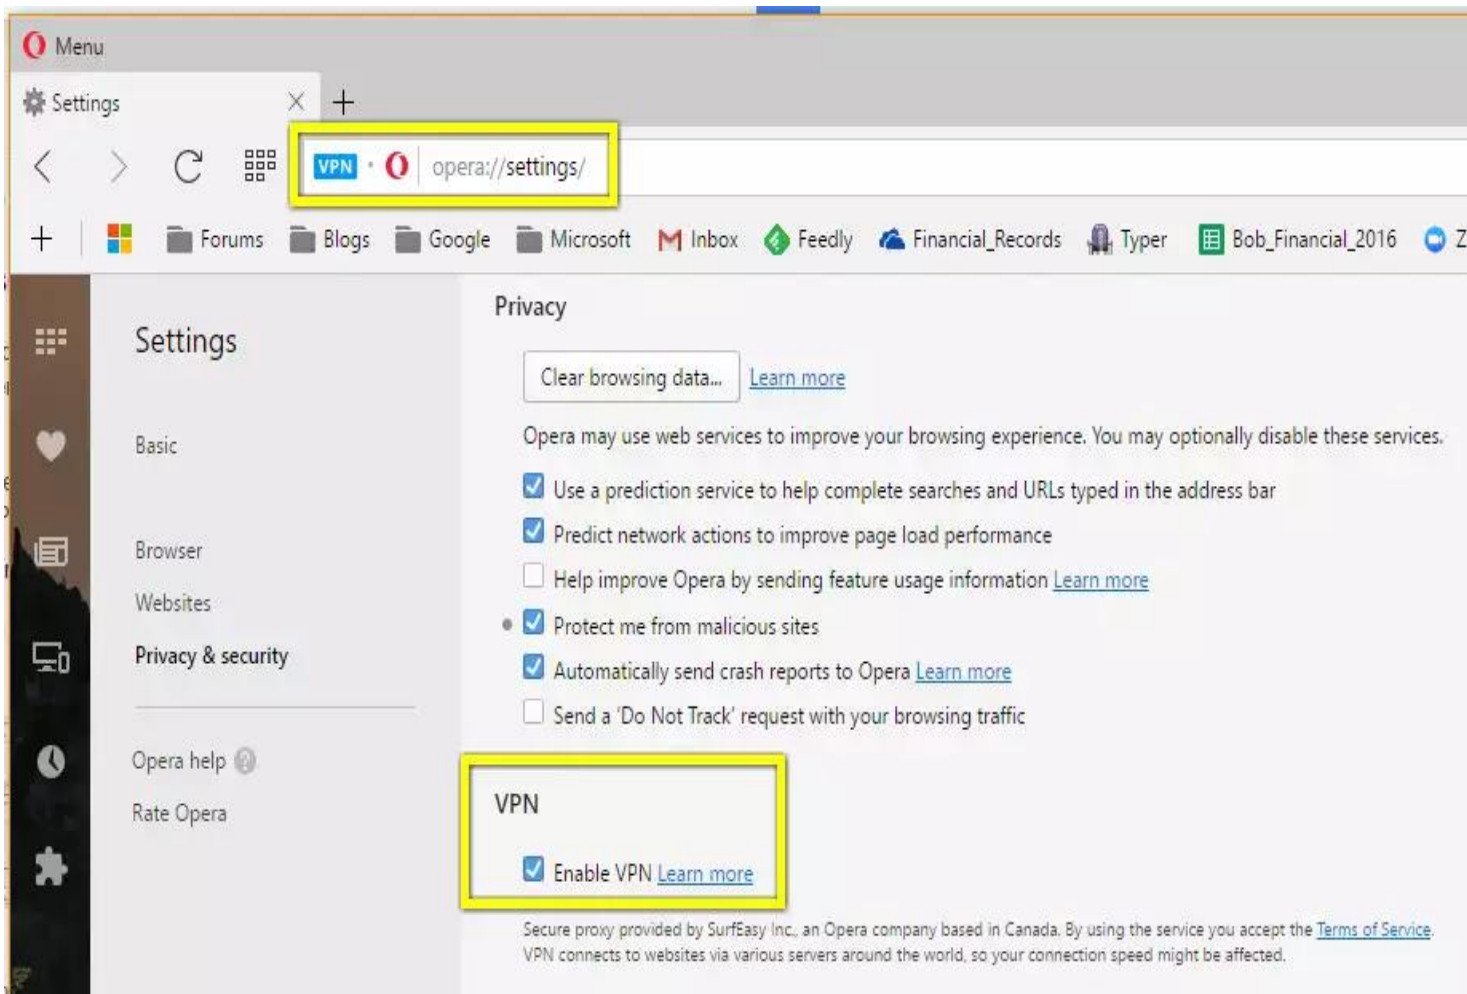 Menu
Settings
VPN opera://settings/
Forums Blogs Google Microsoft Inbox Feedly Financial_Records Typer Bob_Financial_2016 Z
Privacy
Settings
Clear browsing data... Learn more
Basic
Opera may use web services to improve your browsing experience. You may optionally disable these services.
Use a prediction service to help complete searches and URLs typed in the address bar
Predict network actions to improve page load performance
Browser
Help improve Opera by sending feature usage information Learn more
Websites
Protect me from malicious sites
Privacy & security
Automatically send crash reports to Opera Learn more
Send a 'Do Not Track' request with your browsing traffic
Opera help ?
Rate Opera
VPN
Enable VPN Learn more
Secure proxy provided by SurfEasy Inc., an Opera company based in Canada. By using the service you accept the Terms of Service.
VPN connects to websites via various servers around the world, so your connection speed might be affected.